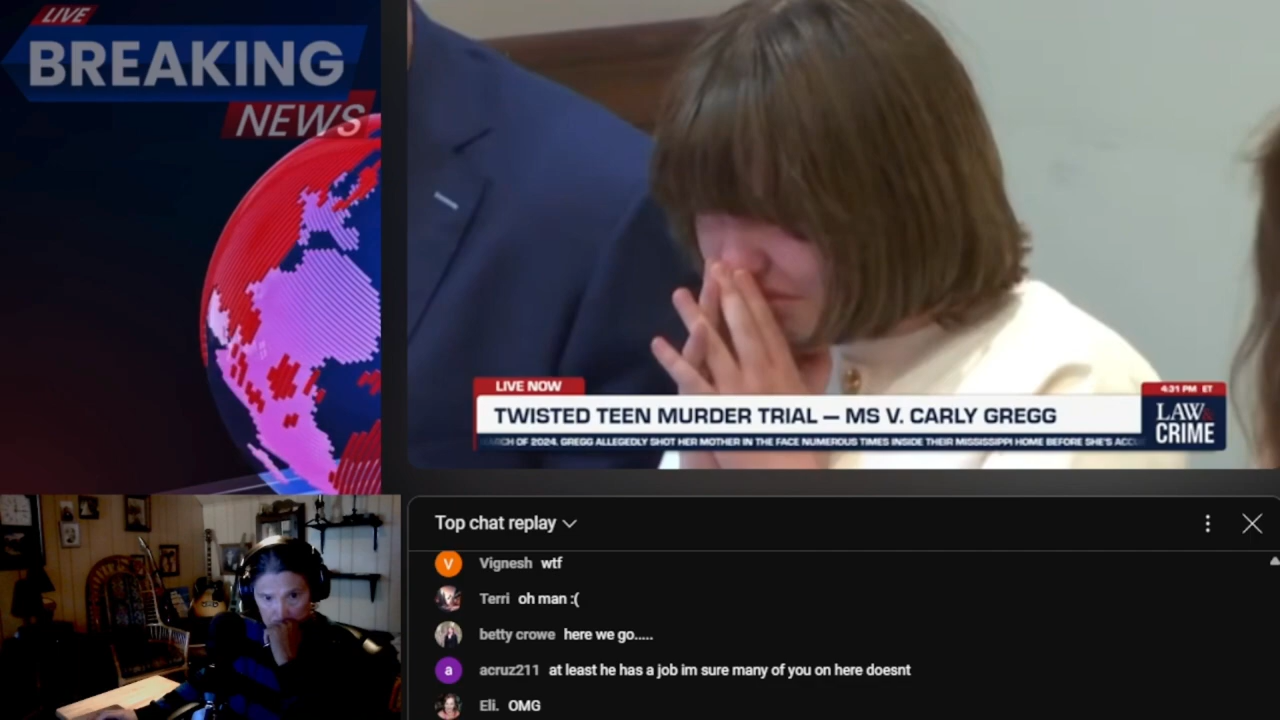 LIVE
BREAKING
NEWS
LIVE NOW
4:31 PM ET
TWISTED TEEN MURDER TRIAL — MS V. CARLY GREGG
LAW&
CRIME
CH OF 2024. GREGG ALLEGEDLY SHOT HER MOTHER IN THE FACE NUMEROUS TIMES INSIDE THEIR MISSISSIPPI HOME BEFORE SHE'S
Top chat replay
V Vignesh wtf
Terri oh man :(
betty crowe here we go.....
a acruz211 at least he has a job im sure many of you on here doesnt
Eli. OMG